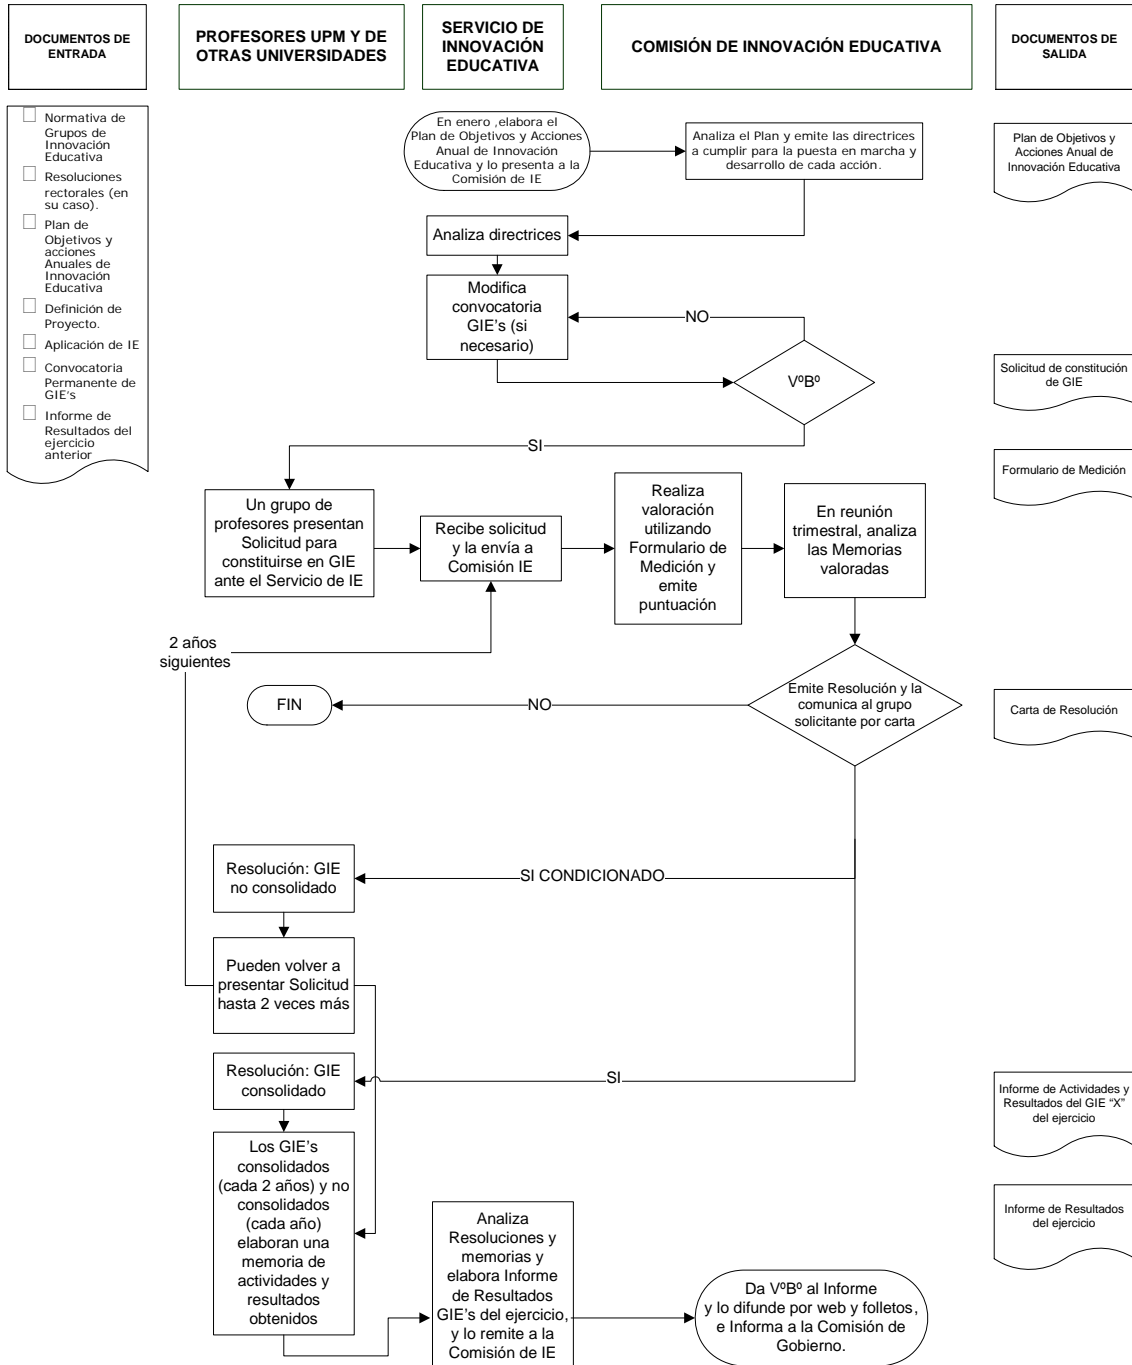 DOCUMENTOS DE
ENTRADA
PROFESORES UPM Y DE
OTRAS UNIVERSIDADES
SERVICIO DE
INNOVACIÓN
EDUCATIVA
COMISIÓN DE INNOVACIÓN EDUCATIVA
DOCUMENTOS DE
SALIDA
Normativa de
Grupos de
Innovación
Educativa
Resoluciones
rectorales (en
su caso).
Plan de
Objetivos y
acciones
Anuales de
Innovación
Educativa
Definición de
Proyecto.
Aplicación de IE
Convocatoria
Permanente de
GIE's
Informe de
Resultados del
ejercicio
anterior
En enero ,elabora el
Plan de Objetivos y Acciones
Anual de Innovación
Educativa y lo presenta a la
Comisión de IE
Analiza el Plan y emite las directrices
a cumplir para la puesta en marcha y
desarrollo de cada acción.
Plan de Objetivos y
Acciones Anual de
Innovación Educativa
Analiza directrices
Modifica
convocatoria
GIE's (si
necesario)
NO
VºBº
Solicitud de constitución
de GIE
SI
Formulario de Medición
Un grupo de
profesores presentan
Solicitud para
constituirse en GIE
ante el Servicio de IE
Recibe solicitud
y la envía a
Comisión IE
Realiza
valoración
utilizando
Formulario de
Medición y
emite
puntuación
En reunión
trimestral, analiza
las Memorias
valoradas
2 años
siguientes
FIN
NO
Emite Resolución y la
comunica al grupo
solicitante por carta
Carta de Resolución
Resolución: GIE
no consolidado
SI CONDICIONADO
Pueden volver a
presentar Solicitud
hasta 2 veces más
Resolución: GIE
consolidado
SI
Informe de Actividades y
Resultados del GIE “X”
del ejercicio
Los GIE's
consolidados
(cada 2 años) y no
consolidados
(cada año)
elaboran una
memoria de
actividades y
resultados
obtenidos
Analiza
Resoluciones y
memorias y
elabora Informe
de Resultados
GIE's del ejercicio,
y lo remite a la
Comisión de IE
Da VºBº al Informe
y lo difunde por web y folletos,
e Informa a la Comisión de
Gobierno.
Informe de Resultados
del ejercicio